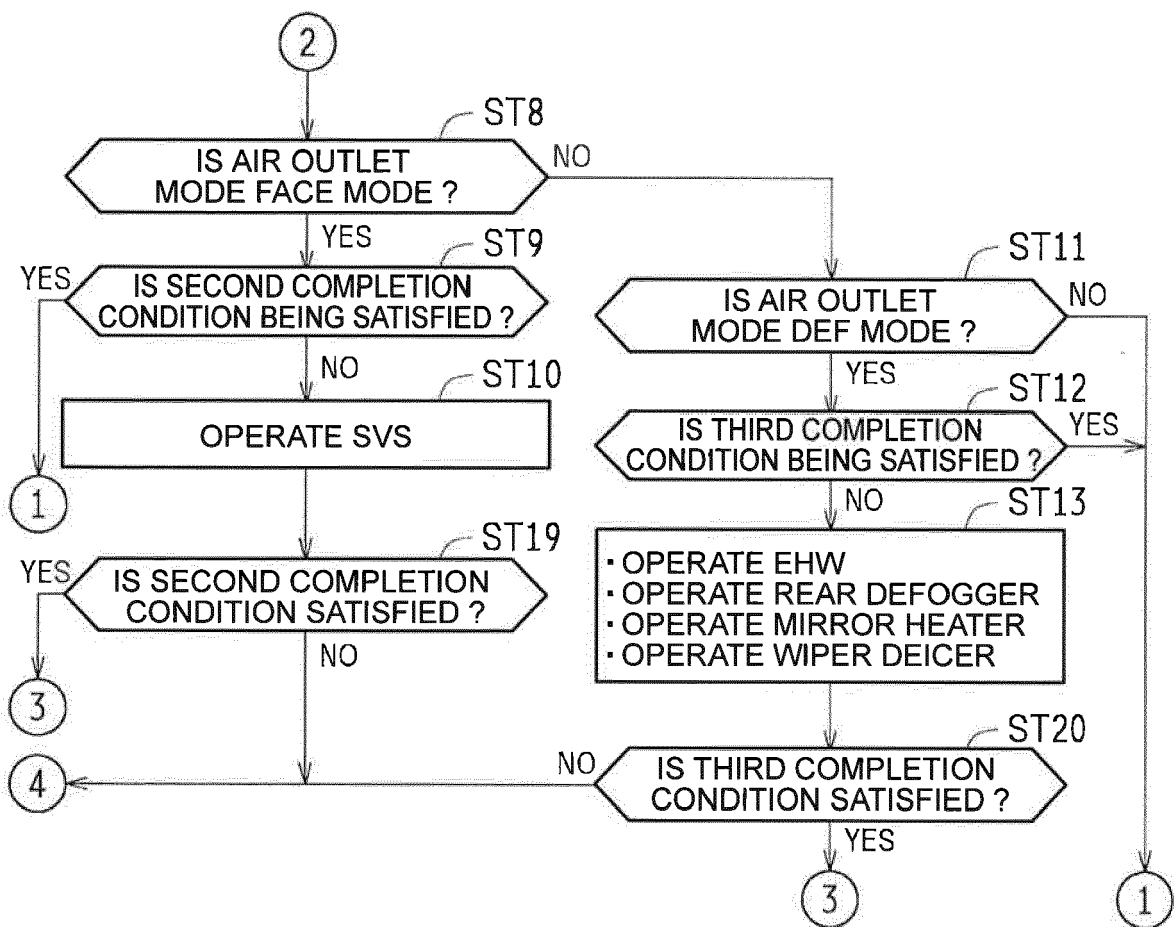 2
ST8
IS AIR OUTLET
MODE FACE MODE ?
NO
YES
ST9
YES
IS SECOND COMPLETION
CONDITION BEING SATISFIED ?
NO
1
ST10
OPERATE SVS
ST19
YES
IS SECOND COMPLETION
CONDITION SATISFIED ?
NO
3
4
ST11
IS AIR OUTLET
MODE DEF MODE ?
NO
YES
ST12
IS THIRD COMPLETION
CONDITION BEING SATISFIED ?
YES
NO
ST13
· OPERATE EHW
· OPERATE REAR DEFOGGER
· OPERATE MIRROR HEATER
· OPERATE WIPER DEICER
ST20
NO
IS THIRD COMPLETION
CONDITION SATISFIED ?
YES
3
1